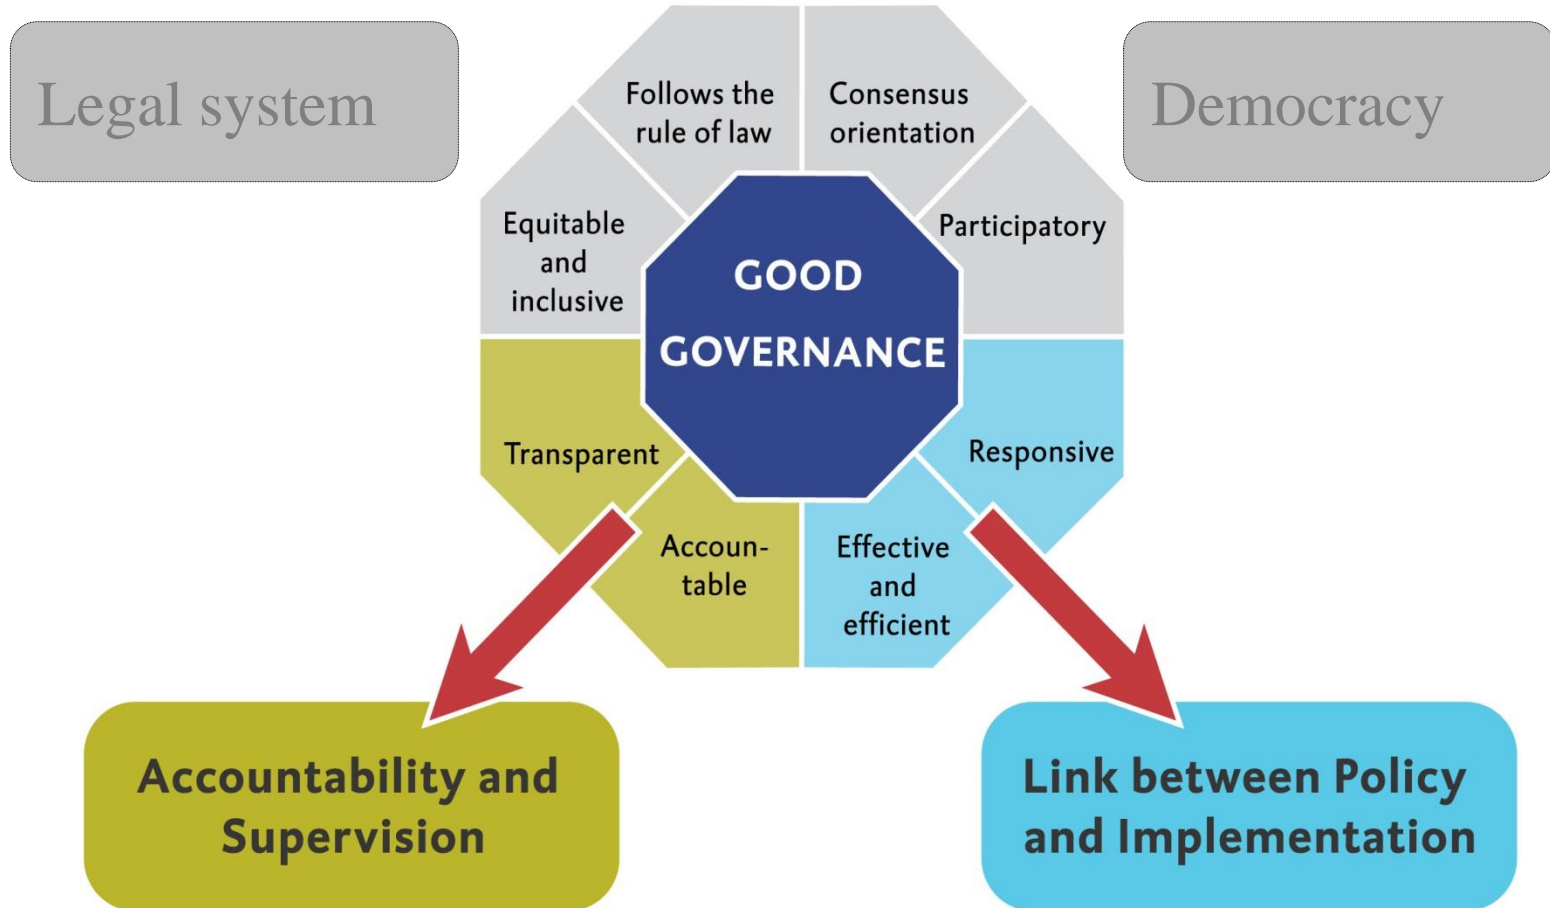 Legal system
Democracy
Follows the
rule of law
Consensus
orientation
Equitable
and
inclusive
Participatory
GOOD
GOVERNANCE
Transparent
Responsive
Accoun-
table
Effective
and
efficient
Accountability and
Supervision
Link between Policy
and Implementation